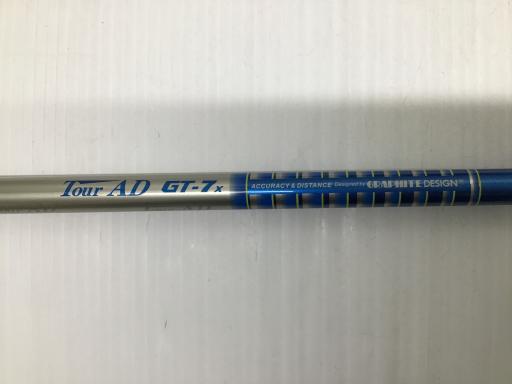 Tour AD GT-7x ACCURACY & DISTANCE Designed by GRAPHITE DESIGN